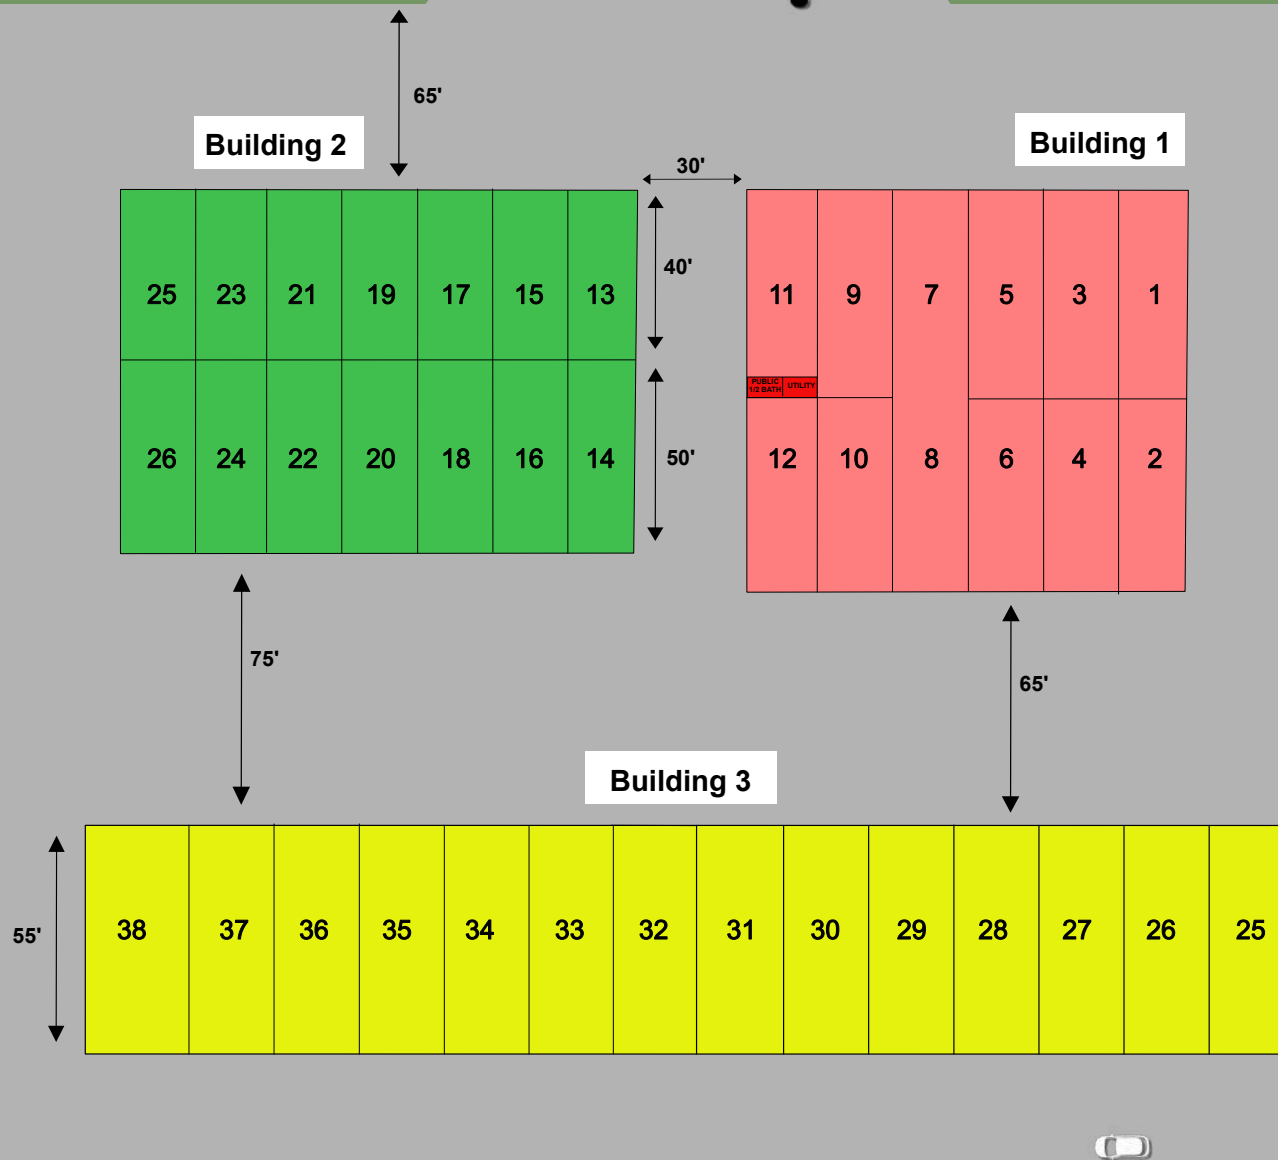 65'
Building 2
Building 1
30'
40'
25 23 21 19 17 15 13
11 9 7 5 3 1
PUBLIC
1/2 BATH
UTILITY
26 24 22 20 18 16 14
50'
12 10 8 6 4 2
75'
65'
Building 3
55'
38 37 36 35 34 33 32 31 30 29 28 27 26 25